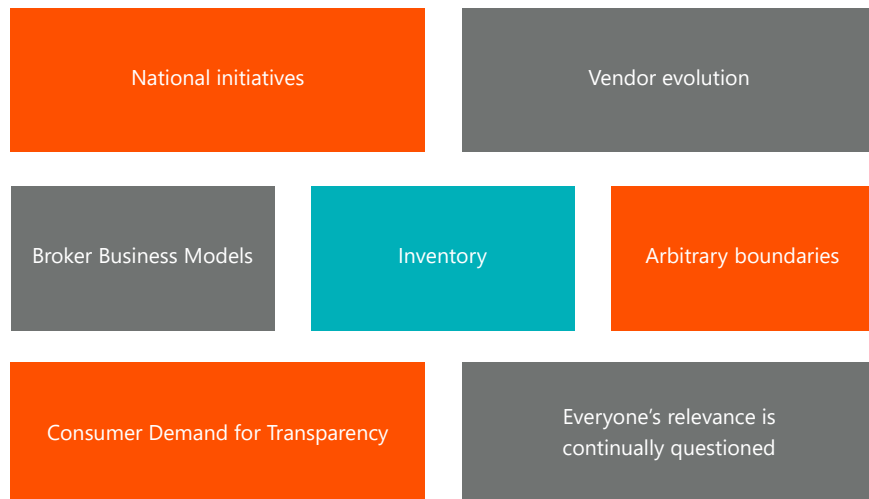 National initiatives
Vendor evolution
Broker Business Models
Inventory
Arbitrary boundaries
Consumer Demand for Transparency
Everyone’s relevance is
continually questioned